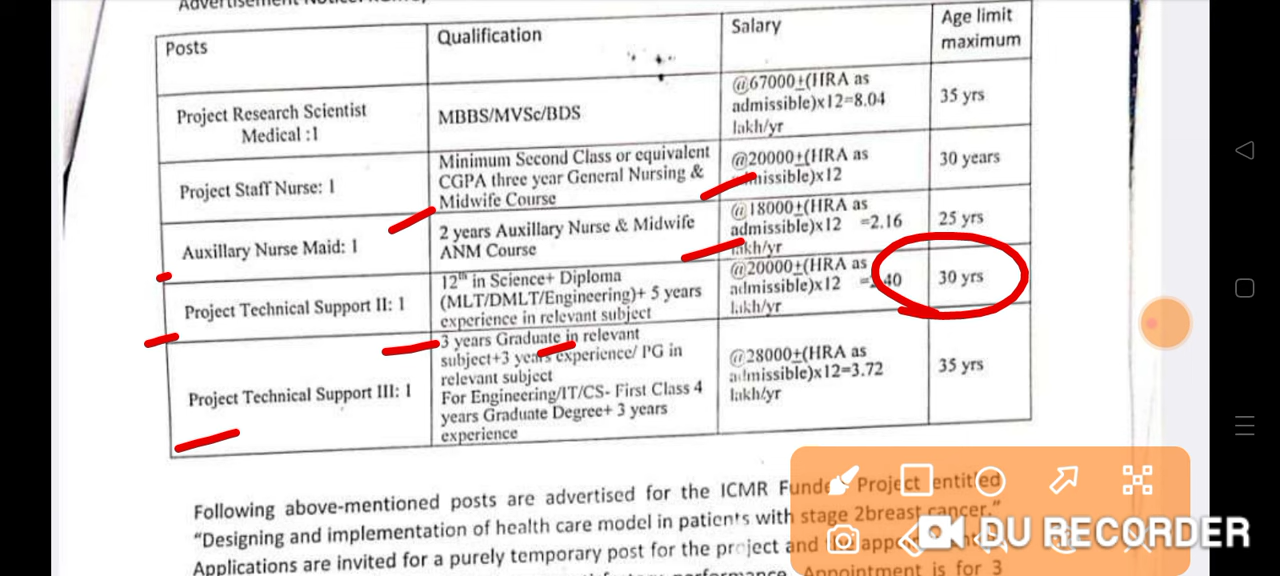 Posts
Qualification
Salary
Age limit
maximum
Project Research Scientist
Medical :1
MBBS/MVSc/BDS
@67000±(HRA as
admissible)x12=8.04
lakh/yr
35 yrs
Project Staff Nurse: 1
Minimum Second Class or equivalent
CGPA three year General Nursing &
Midwife Course
@20000±(HRA as
admissible)x12
30 years
Auxillary Nurse Maid: 1
2 years Auxillary Nurse & Midwife
ANM Course
@18000±(HRA as
admissible)x12 =2.16
lakh/yr
25 yrs
Project Technical Support II: 1
12th in Science+ Diploma
(MLT/DMLT/Engineering)+ 5 years
experience in relevant subject
@20000±(HRA as
admissible)x12 =2.40
lakh/yr
30 yrs
Project Technical Support III: 1
3 years Graduate in relevant
subject+3 years experience/ PG in
relevant subject
For Engineering/IT/CS- First Class 4
years Graduate Degree+ 3 years
experience
@28000±(HRA as
admissible)x12=3.72
lakh/yr
35 yrs
Following above-mentioned posts are advertised for the ICMR Funded Project entitled
"Designing and implementation of health care model in patients with stage 2breast cancer."
Applications are invited for a purely temporary post for the project and the
performance. Appointment is for 3
DU RECORDER